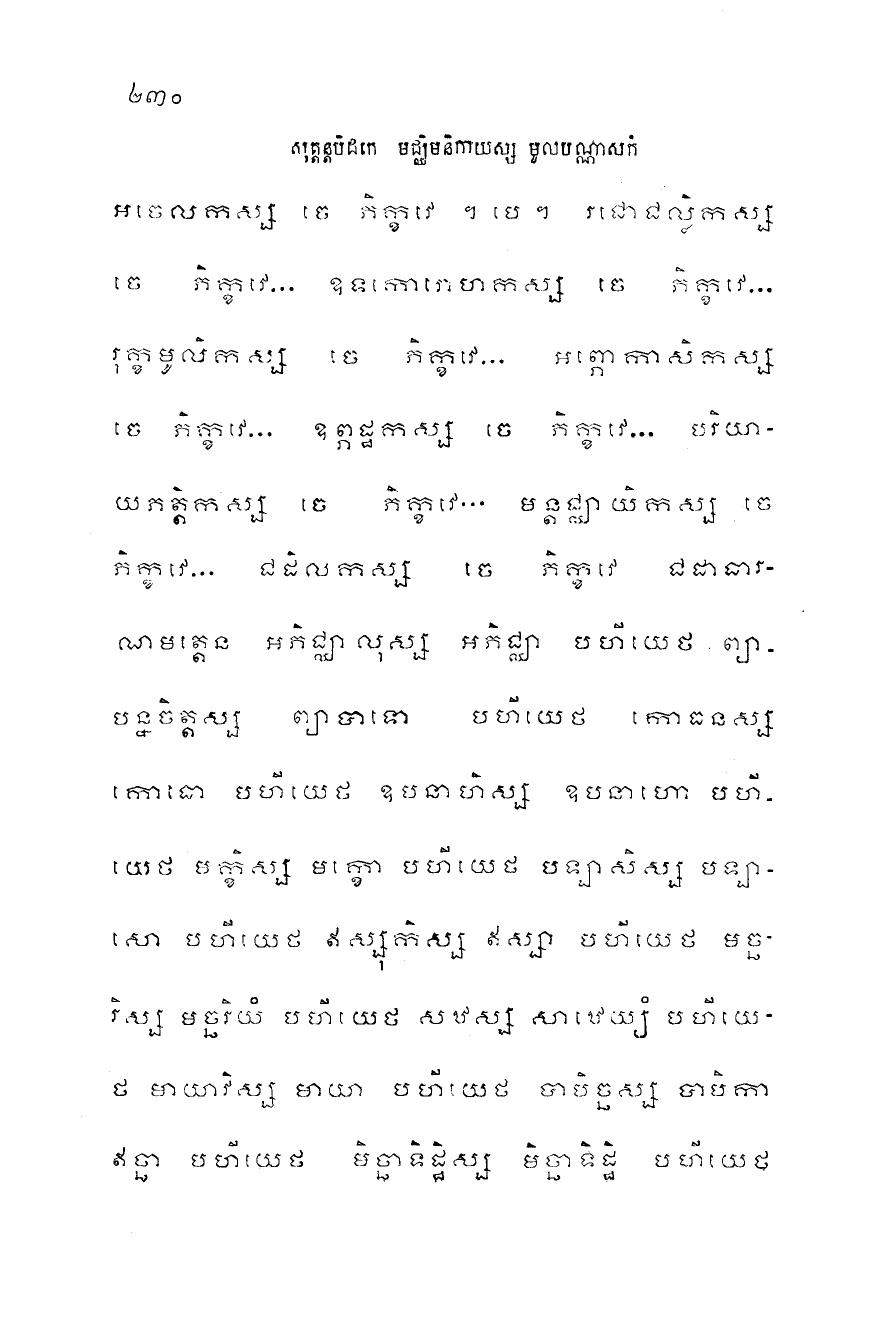 ២៣០
សុត្តន្តបិដកេ មជ្ឈិមនិកាយស្ស មូលបណ្ណាសកំ
អចេលកស្ស ចេ ភិក្ខវេ ។ បេ ។ រជោជល្លិកស្ស
ចេ ភិក្ខវេ... ឧទកោរោហកស្ស ចេ ភិក្ខវេ...
រុក្ខមូលិកស្ស ចេ ភិក្ខវេ... អព្ភោកាសិកស្ស
ចេ ភិក្ខវេ... ឧព្ភដ្ឋកស្ស ចេ ភិក្ខវេ... បរិយា-
យភត្តិកស្ស ចេ ភិក្ខវេ... មន្តជ្ឈាយិកស្ស ចេ
ភិក្ខវេ... ជដិលកស្ស ចេ ភិក្ខវេ ជដាធារ-
ណមត្តេន អភិជ្ឈាលុស្ស អភិជ្ឈា បហីយេថ ព្យា-
បន្នចិត្តស្ស ព្យាបាទោ បហីយេថ កោធនស្ស
កោធោ បហីយេថ ឧបនាហិស្ស ឧបនាហោ បហី-
យេថ មក្ខិស្ស មក្ខោ បហីយេថ បឡាសិស្ស បឡា-
សោ បហីយេថ ឥស្សុកិស្ស ឥស្សា បហីយេថ មច្ឆ-
រិស្ស មច្ឆរិយំ បហីយេថ សឋស្ស សាឋេយ្យំ បហីយេ-
ថ មាយាវិស្ស មាយា បហីយេថ បាបិច្ឆស្ស បាបិកា
ឥច្ឆា បហីយេថ មិច្ឆាទិដ្ឋិស្ស មិច្ឆាទិដ្ឋិ បហីយេថ